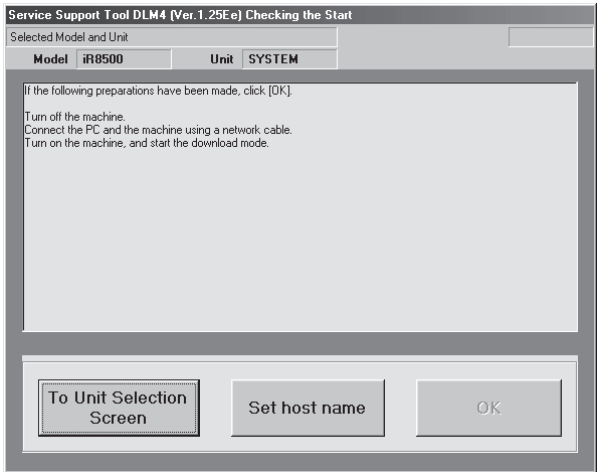 Service Support Tool DLM4 (Ver.1.25Ee) Checking the Start
Selected Model and Unit
Model iR8500 Unit SYSTEM
If the following preparations have been made, click [OK].
Turn off the machine.
Connect the PC and the machine using a network cable.
Turn on the machine, and start the download mode.
To Unit Selection
Screen
Set host name
OK